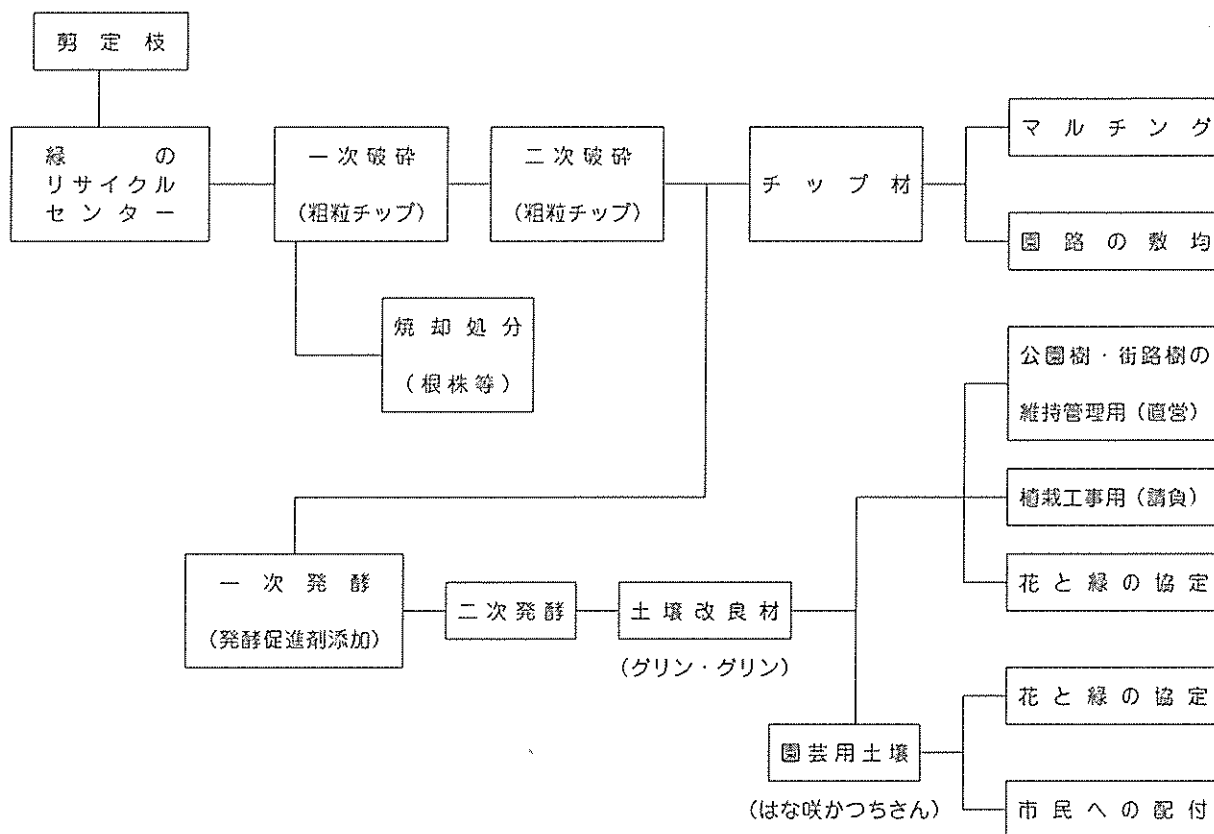 剪定枝
緑の
リサイクル
センター
一次破砕
(粗粒チップ)
二次破砕
(粗粒チップ)
チップ材
マルチング
園路の敷均
焼却処分
(根株等)
公園樹・街路樹の
維持管理用(直営)
植栽工事用(請負)
花と緑の協定
一次発酵
(発酵促進剤添加)
二次発酵
土壌改良材
(グリン・グリン)
花と緑の協定
園芸用土壌
(はな咲かつちさん)
市民への配付